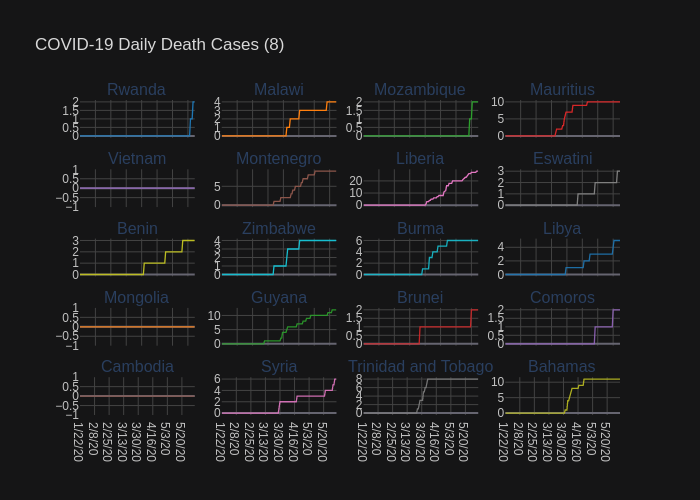 COVID-19 Daily Death Cases (8)
Rwanda Malawi Mozambique Mauritius
2 4 2 10
1.5 3 1.5
1 2 1 5
0.5 1 0.5
0 0 0 0
Vietnam Montenegro Liberia Eswatini
1 3
0.5 5 20 2
0 10 1
−0.5
−1 0 0 0
Benin Zimbabwe Burma Libya
3 4 6
2 3 4 4
1 2 2 2
1
0 0 0 0
Mongolia Guyana Brunei Comoros
1 10 2 2
0.5 1.5 1.5
0 5 1 1
−0.5 0.5 0.5
−1 0 0 0
Cambodia Syria Trinidad and Tobago Bahamas
1 6 8 10
0.5 4 6
0 4 5
−0.5 2 2
−1 0 0 0
1/22/20 1/22/20 1/22/20 1/22/20
2/8/20 2/8/20 2/8/20 2/8/20
2/25/20 2/25/20 2/25/20 2/25/20
3/13/20 3/13/20 3/13/20 3/13/20
3/30/20 3/30/20 3/30/20 3/30/20
4/16/20 4/16/20 4/16/20 4/16/20
5/3/20 5/3/20 5/3/20 5/3/20
5/20/20 5/20/20 5/20/20 5/20/20